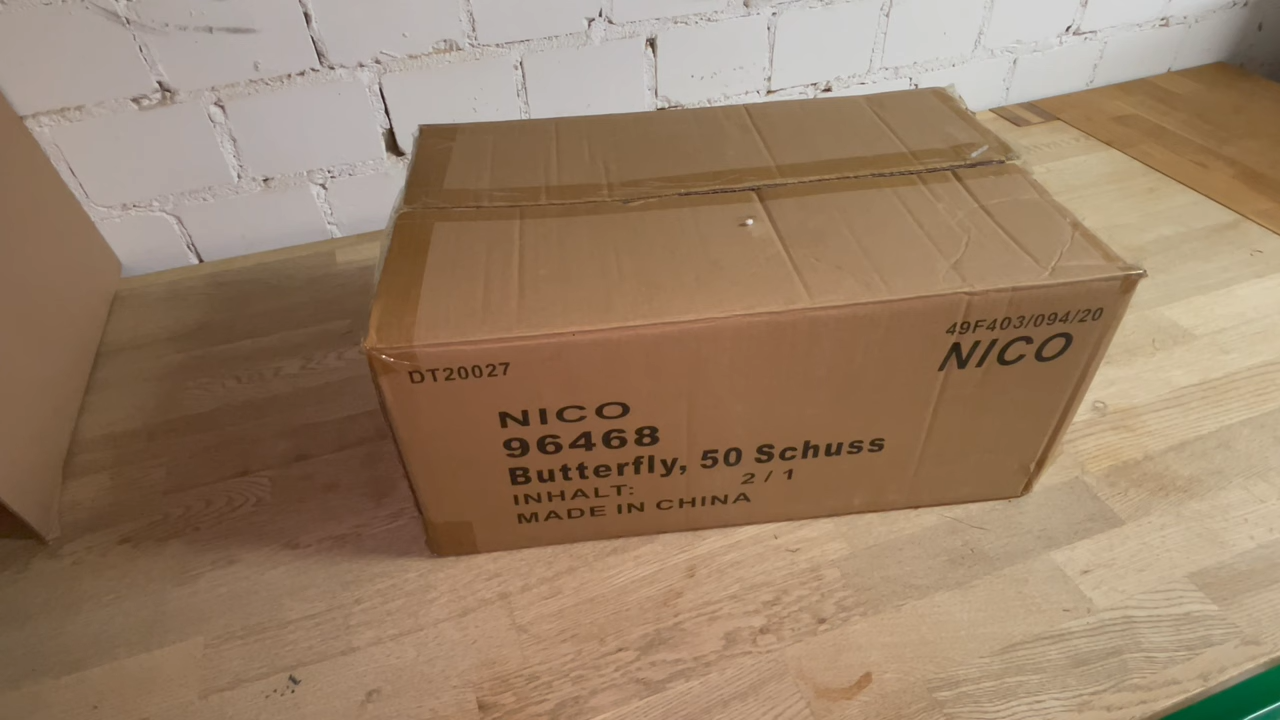 49F403/094/20
NICO
DT20027
NICO
96468
Butterfly, 50 Schuss
INHALT: 2 / 1
MADE IN CHINA